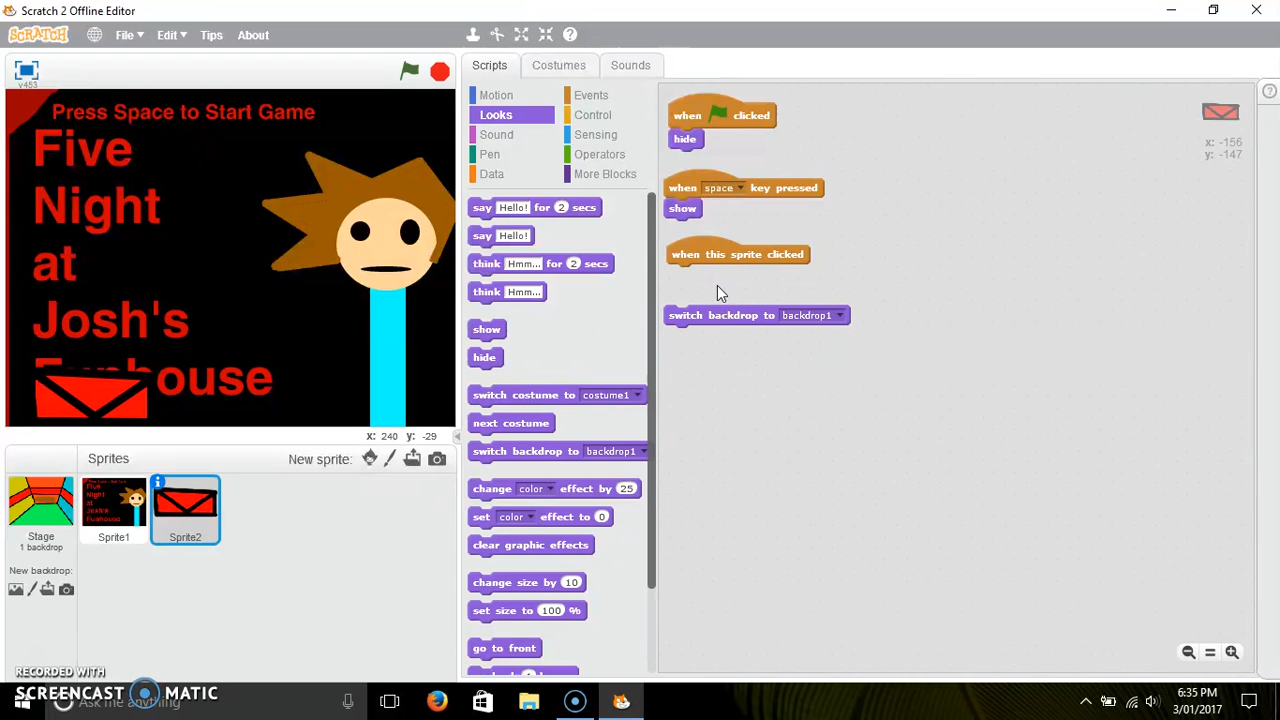 Scratch 2 Offline Editor
SCRATCH File Edit Tips About
v453
Press Space to Start Game
Five
Night
at
Josh's
Funhouse
x: 240 y: -29
Sprites New sprite:
Stage
1 backdrop
New backdrop:
Sprite1
Sprite2
Scripts Costumes Sounds
Motion Events
Looks Control
Sound Sensing
Pen Operators
Data More Blocks
say Hello! for 2 secs
say Hello!
think Hmm... for 2 secs
think Hmm...
show
hide
switch costume to costume1
next costume
switch backdrop to backdrop1
change color effect by 25
set color effect to 0
clear graphic effects
change size by 10
set size to 100 %
go to front
when clicked
hide
when space key pressed
show
when this sprite clicked
switch backdrop to backdrop1
x: -156
y: -147
RECORDED WITH
SCREENCAST MATIC
Ask me anything
6:35 PM
3/01/2017